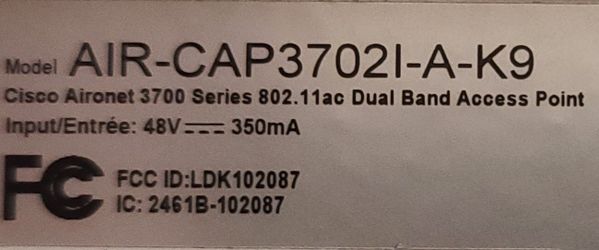 Model AIR-CAP3702I-A-K9
Cisco Aironet 3700 Series 802.11ac Dual Band Access Point
Input/Entrée: 48V⎓350mA
FC FCC ID:LDK102087
IC: 2461B-102087